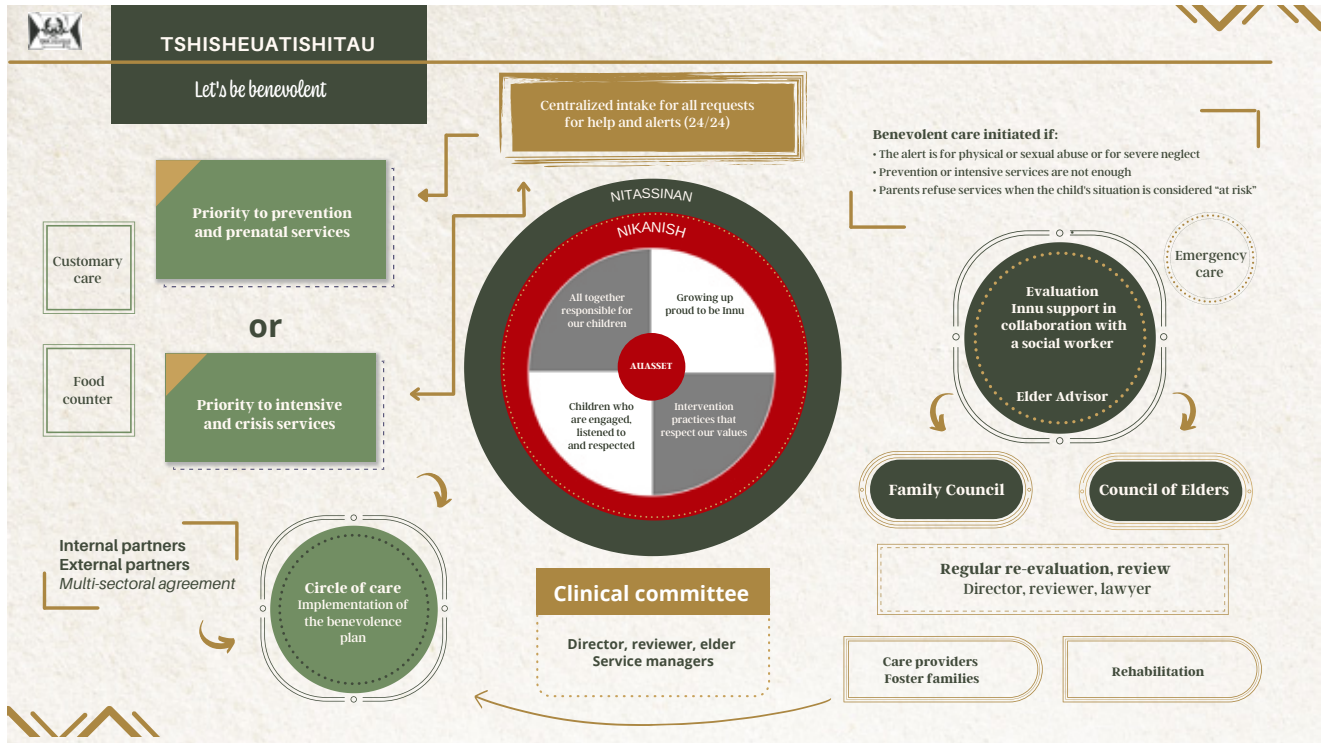 TSHISHEUATISHITAU
Let's be benevolent
Centralized intake for all requests
for help and alerts (24/24)
Priority to prevention
and prenatal services
Customary
care
or
Food
counter
Priority to intensive
and crisis services
Internal partners
External partners
Multi-sectoral agreement
Circle of care
Implementation of
the benevolence
plan
NITASSINAN
NIKANISH
All together
responsible for
our children
Growing up
proud to be Innu
AUASSET
Children who
are engaged,
listened to
and respected
Intervention
practices that
respect our values
Clinical committee
Director, reviewer, elder
Service managers
Benevolent care initiated if:
• The alert is for physical or sexual abuse or for severe neglect
• Prevention or intensive services are not enough
• Parents refuse services when the child's situation is considered “at risk”
Emergency
care
Evaluation
Innu support in
collaboration with
a social worker
Elder Advisor
Family Council
Council of Elders
Regular re-evaluation, review
Director, reviewer, lawyer
Care providers
Foster families
Rehabilitation